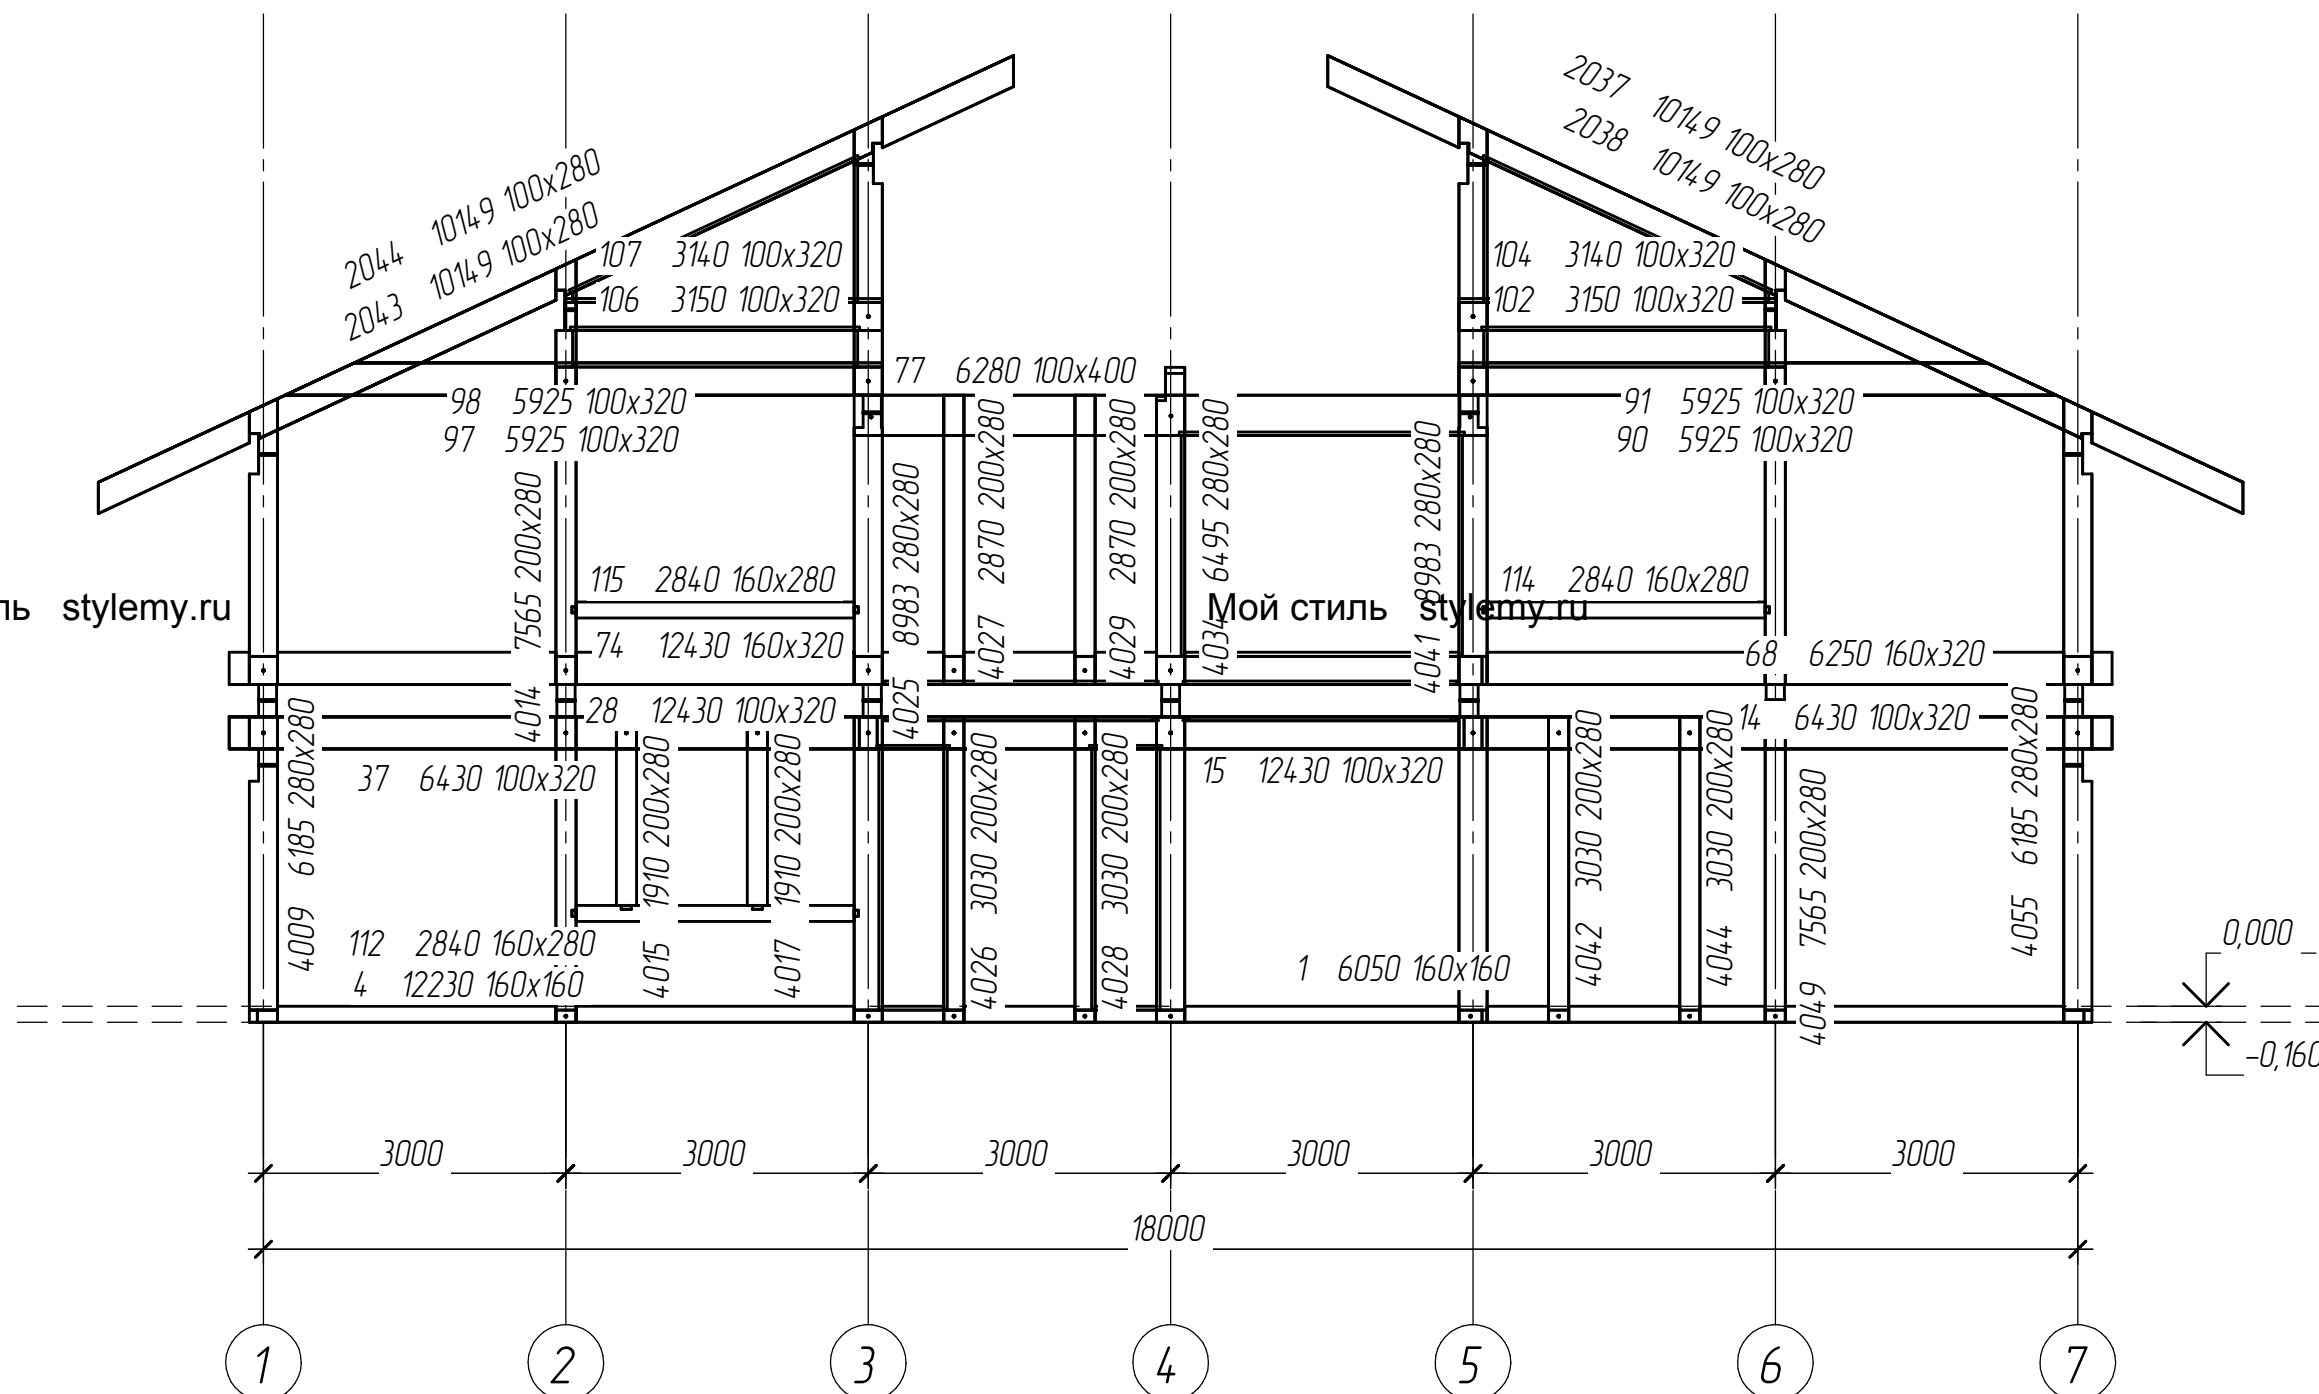 2037 10149 100x280
2038 10149 100x280
2044 10149 100x280
2043 10149 100x280
107 3140 100x320
106 3150 100x320
104 3140 100x320
102 3150 100x320
77 6280 100x400
98 5925 100x320
97 5925 100x320
91 5925 100x320
90 5925 100x320
4014 7565 200x280
4025 8983 280x280
4027 2870 200x280
4029 2870 200x280
4034 6495 280x280
4041 8983 280x280
115 2840 160x280
114 2840 160x280
stylemy.ru
Мой стиль stylemy.ru
74 12430 160x320
68 6250 160x320
28 12430 100x320
14 6430 100x320
37 6430 100x320
15 12430 100x320
4009 6185 280x280
4015 1910 200x280
4017 1910 200x280
4026 3030 200x280
4028 3030 200x280
4042 3030 200x280
4044 3030 200x280
4049 7565 200x280
4055 6185 280x280
112 2840 160x280
4 12230 160x160
1 6050 160x160
0,000
-0,160
3000 3000 3000 3000 3000 3000
18000
1 2 3 4 5 6 7